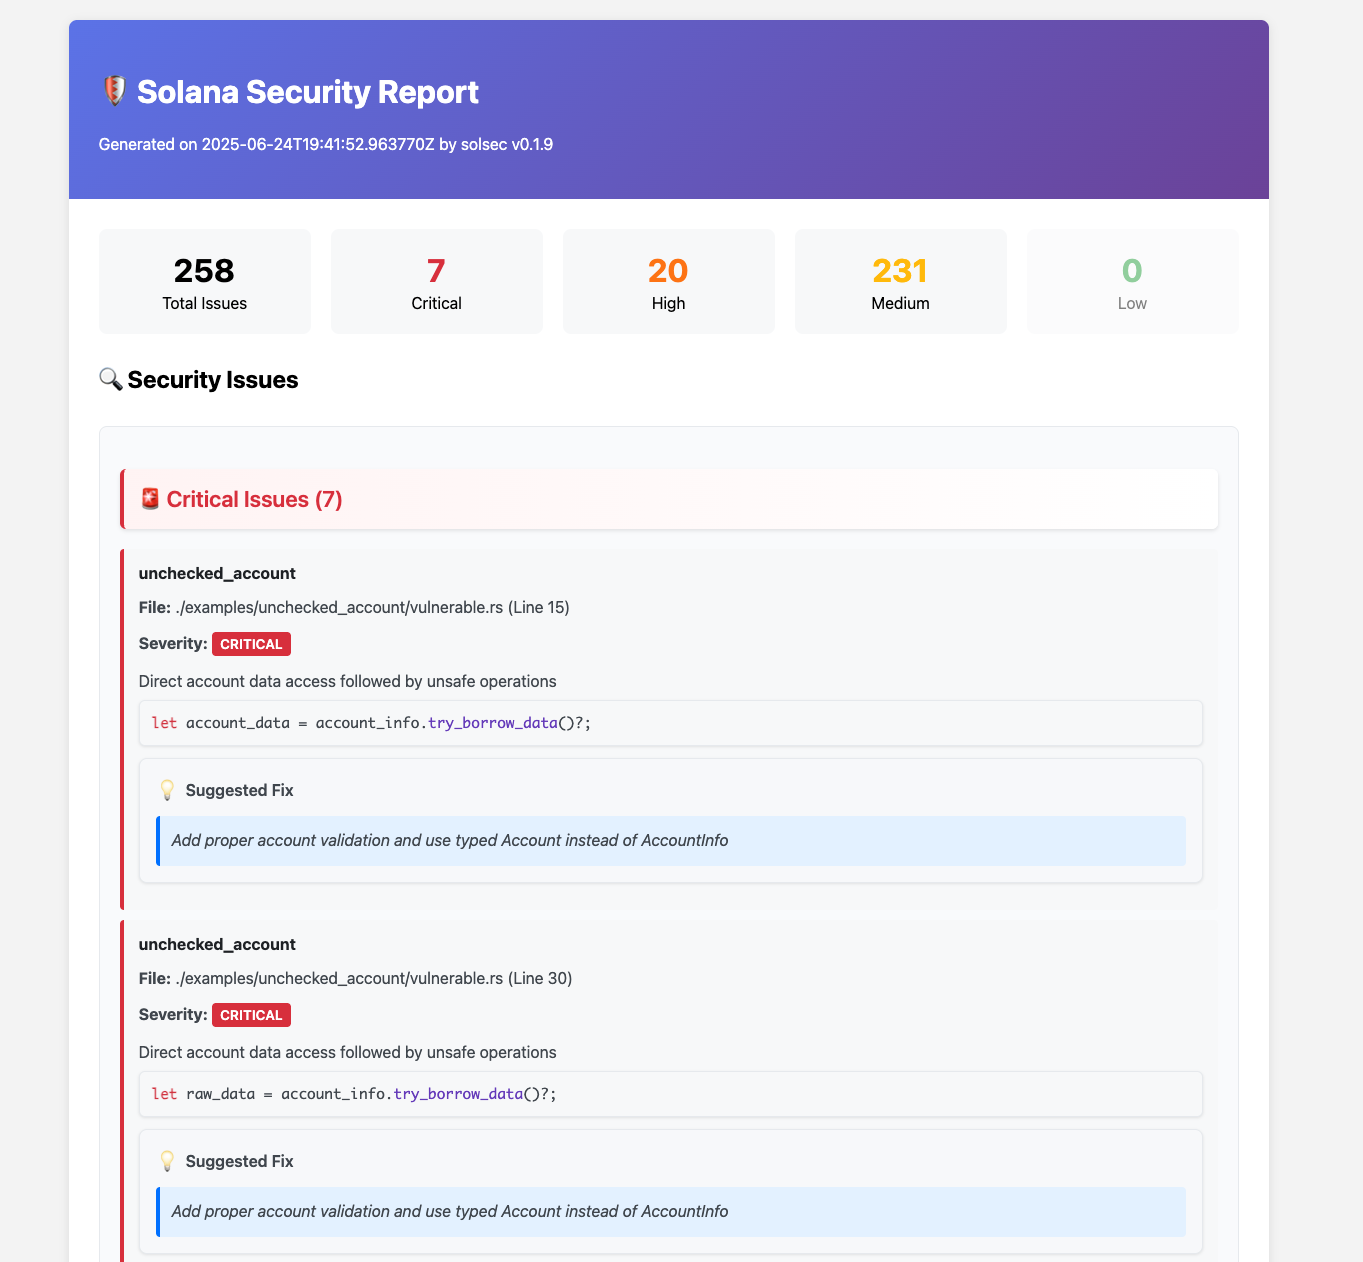 Solana Security Report
Generated on 2025-06-24T19:41:52.963770Z by solsec v0.1.9
258
Total Issues
7
Critical
20
High
231
Medium
0
Low
Security Issues
Critical Issues (7)
unchecked_account
File: ./examples/unchecked_account/vulnerable.rs (Line 15)
Severity: CRITICAL
Direct account data access followed by unsafe operations
let account_data = account_info.try_borrow_data()?;
Suggested Fix
Add proper account validation and use typed Account instead of AccountInfo
unchecked_account
File: ./examples/unchecked_account/vulnerable.rs (Line 30)
Severity: CRITICAL
Direct account data access followed by unsafe operations
let raw_data = account_info.try_borrow_data()?;
Suggested Fix
Add proper account validation and use typed Account instead of AccountInfo